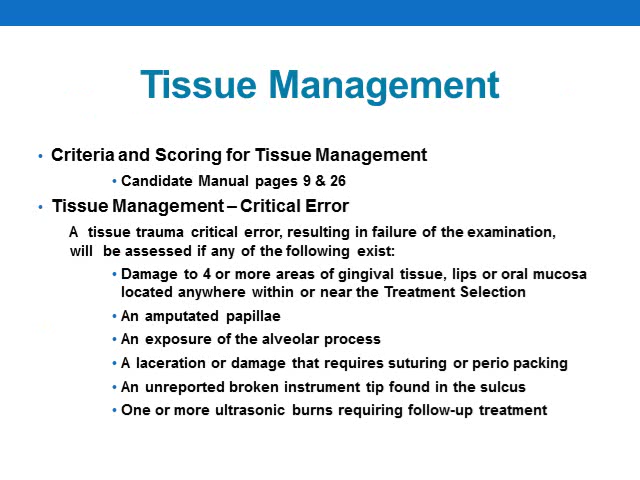 Tissue Management
• Criteria and Scoring for Tissue Management
• Candidate Manual pages 9 & 26
• Tissue Management – Critical Error
A tissue trauma critical error, resulting in failure of the examination,
will be assessed if any of the following exist:
• Damage to 4 or more areas of gingival tissue, lips or oral mucosa
located anywhere within or near the Treatment Selection
• An amputated papillae
• An exposure of the alveolar process
• A laceration or damage that requires suturing or perio packing
• An unreported broken instrument tip found in the sulcus
• One or more ultrasonic burns requiring follow-up treatment